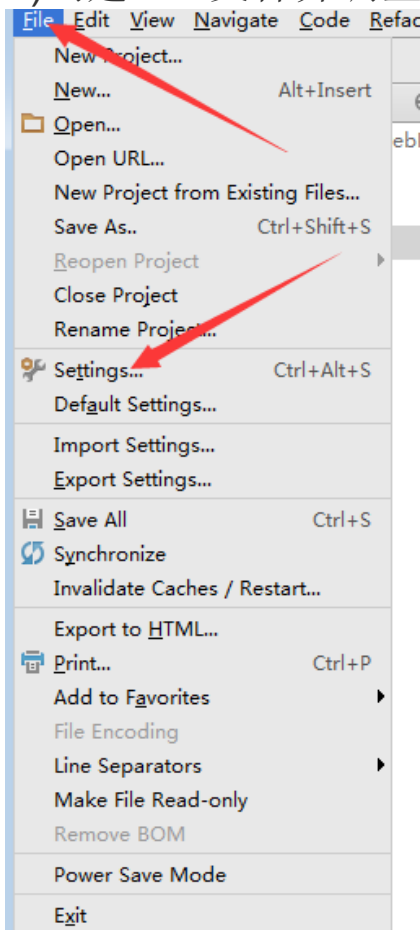 File Edit View Navigate Code Refac
New Project...
New... Alt+Insert
Open...
Open URL...
New Project from Existing Files...
Save As.. Ctrl+Shift+S
Reopen Project
Close Project
Rename Project...
Settings... Ctrl+Alt+S
Default Settings...
Import Settings...
Export Settings...
Save All Ctrl+S
Synchronize
Invalidate Caches / Restart...
Export to HTML...
Print... Ctrl+P
Add to Favorites
File Encoding
Line Separators
Make File Read-only
Remove BOM
Power Save Mode
Exit